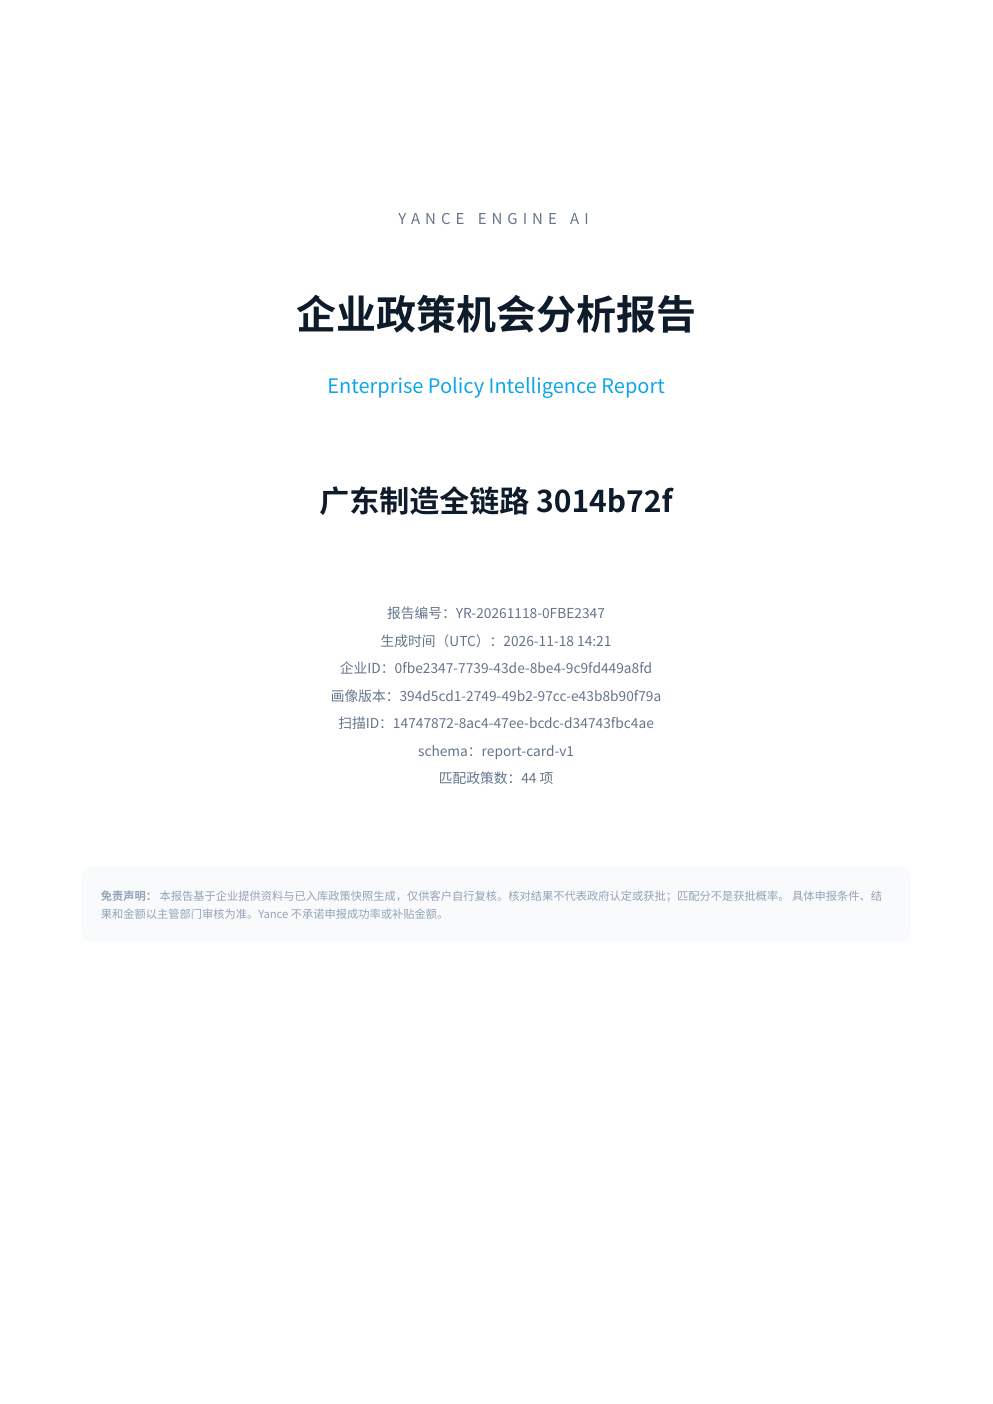 YANCE ENGINE AI
企业政策机会分析报告
Enterprise Policy Intelligence Report
广东制造全链路 3014b72f
报告编号：YR-20261118-0FBE2347
生成时间（UTC）：2026-11-18 14:21
企业ID：0fbe2347-7739-43de-8be4-9c9fd449a8fd
画像版本：394d5cd1-2749-49b2-97cc-e43b8b90f79a
扫描ID：14747872-8ac4-47ee-bcdc-d34743fbc4ae
schema：report-card-v1
匹配政策数：44 项
免责声明： 本报告基于企业提供资料与已入库政策快照生成，仅供客户自行复核。核对结果不代表政府认定或获批；匹配分不是获批概率。 具体申报条件、结
果和金额以主管部门审核为准。Yance 不承诺申报成功率或补贴金额。